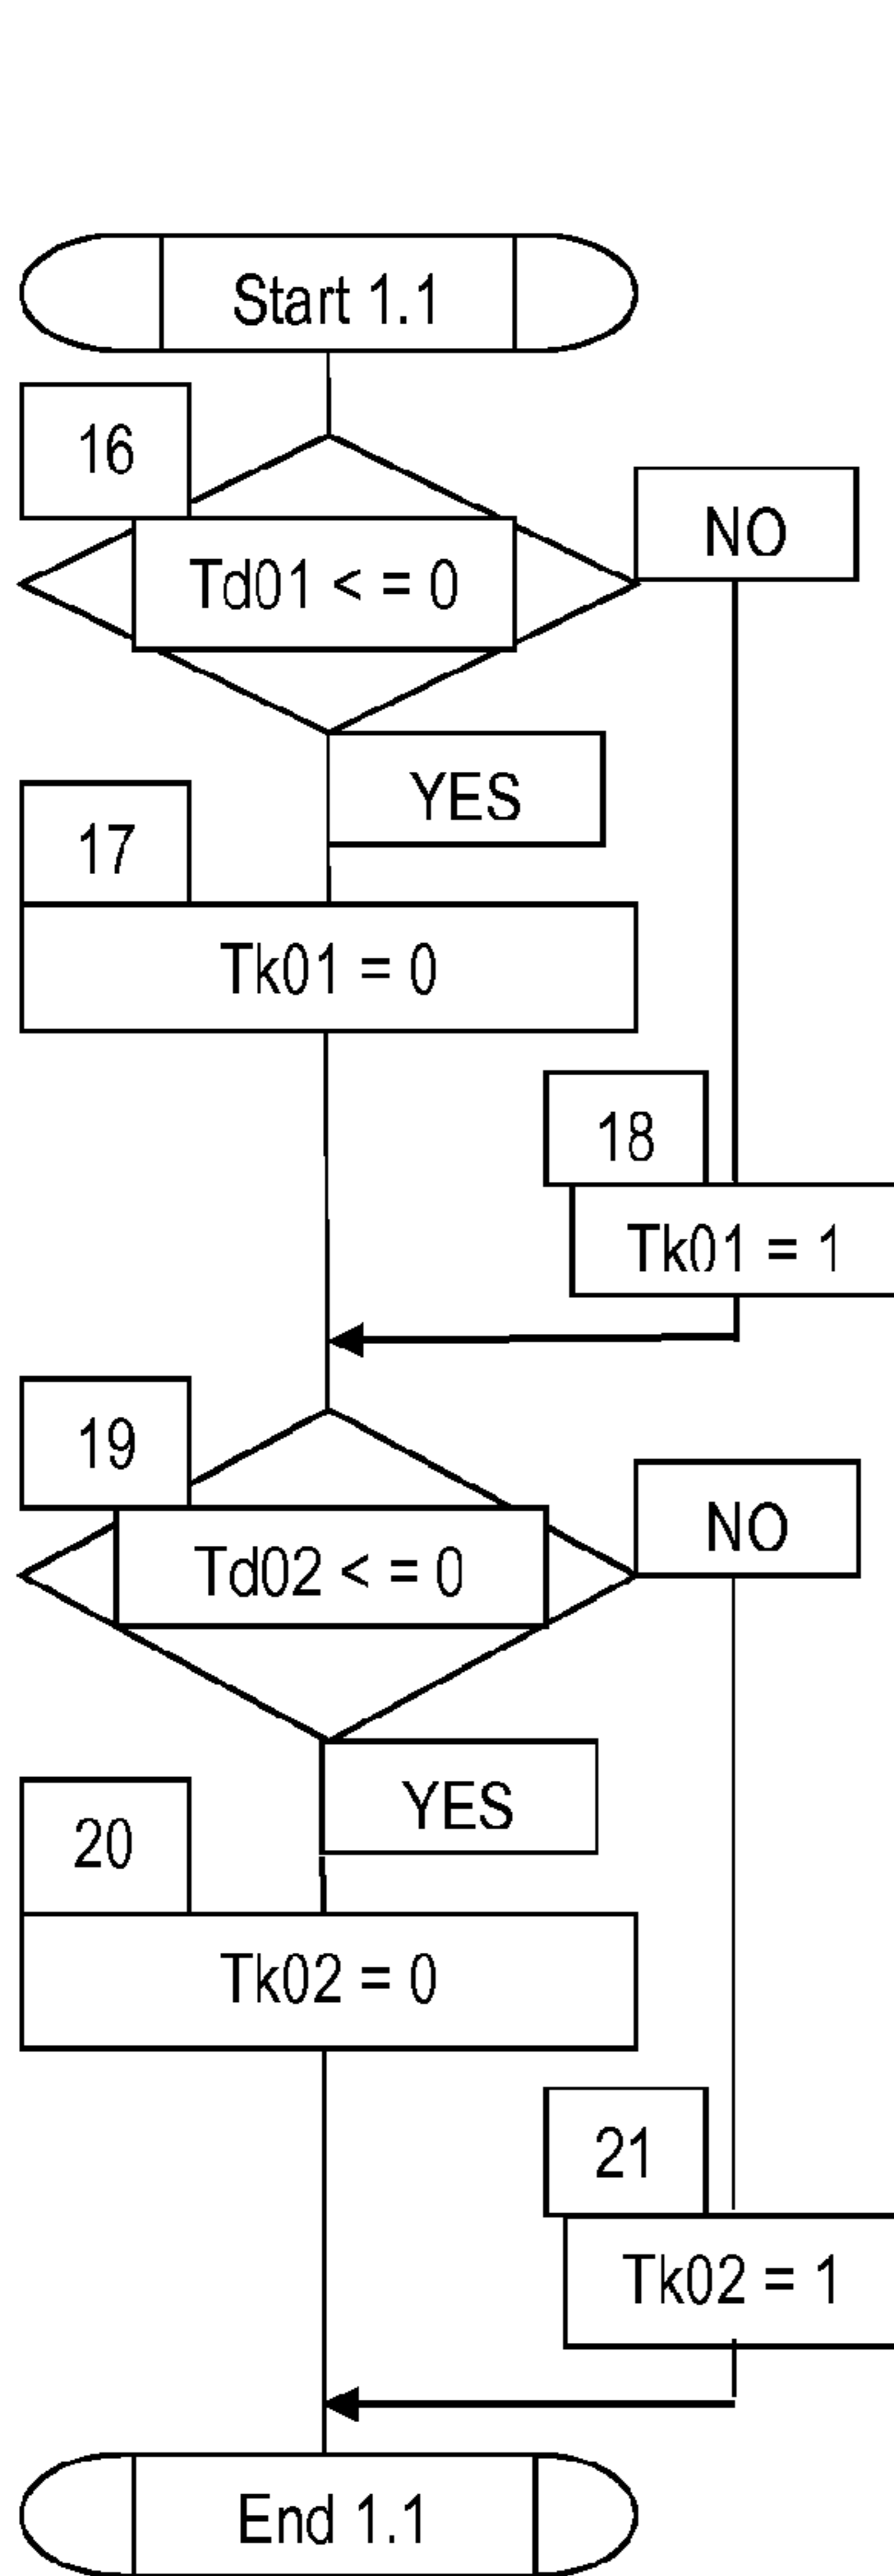 Start 1.1
16
Td01 < = 0
NO
YES
17
Tk01 = 0
18
Tk01 = 1
19
Td02 < = 0
NO
YES
20
Tk02 = 0
21
Tk02 = 1
End 1.1